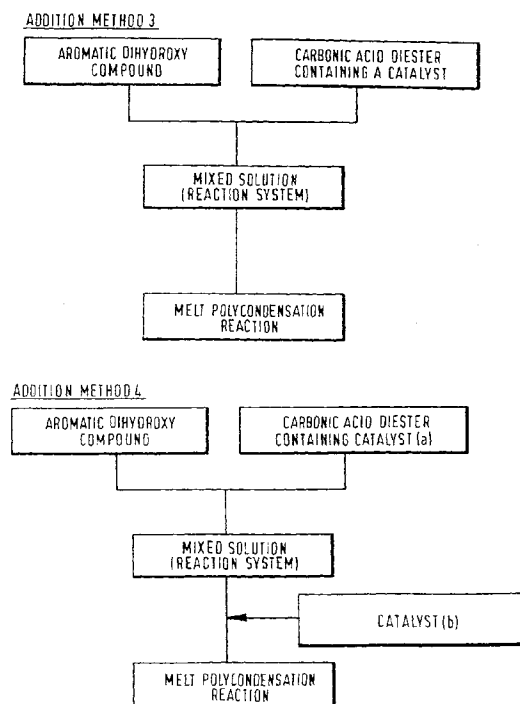 ADDITION METHOD 3
AROMATIC DIHYDROXY
COMPOUND
CARBONIC ACID DIESTER
CONTAINING A CATALYST
MIXED SOLUTION
(REACTION SYSTEM)
MELT POLYCONDENSATION
REACTION
ADDITION METHOD 4
AROMATIC DIHYDROXY
COMPOUND
CARBONIC ACID DIESTER
CONTAINING CATALYST (a)
MIXED SOLUTION
(REACTION SYSTEM)
CATALYST (b)
MELT POLYCONDENSATION
REACTION